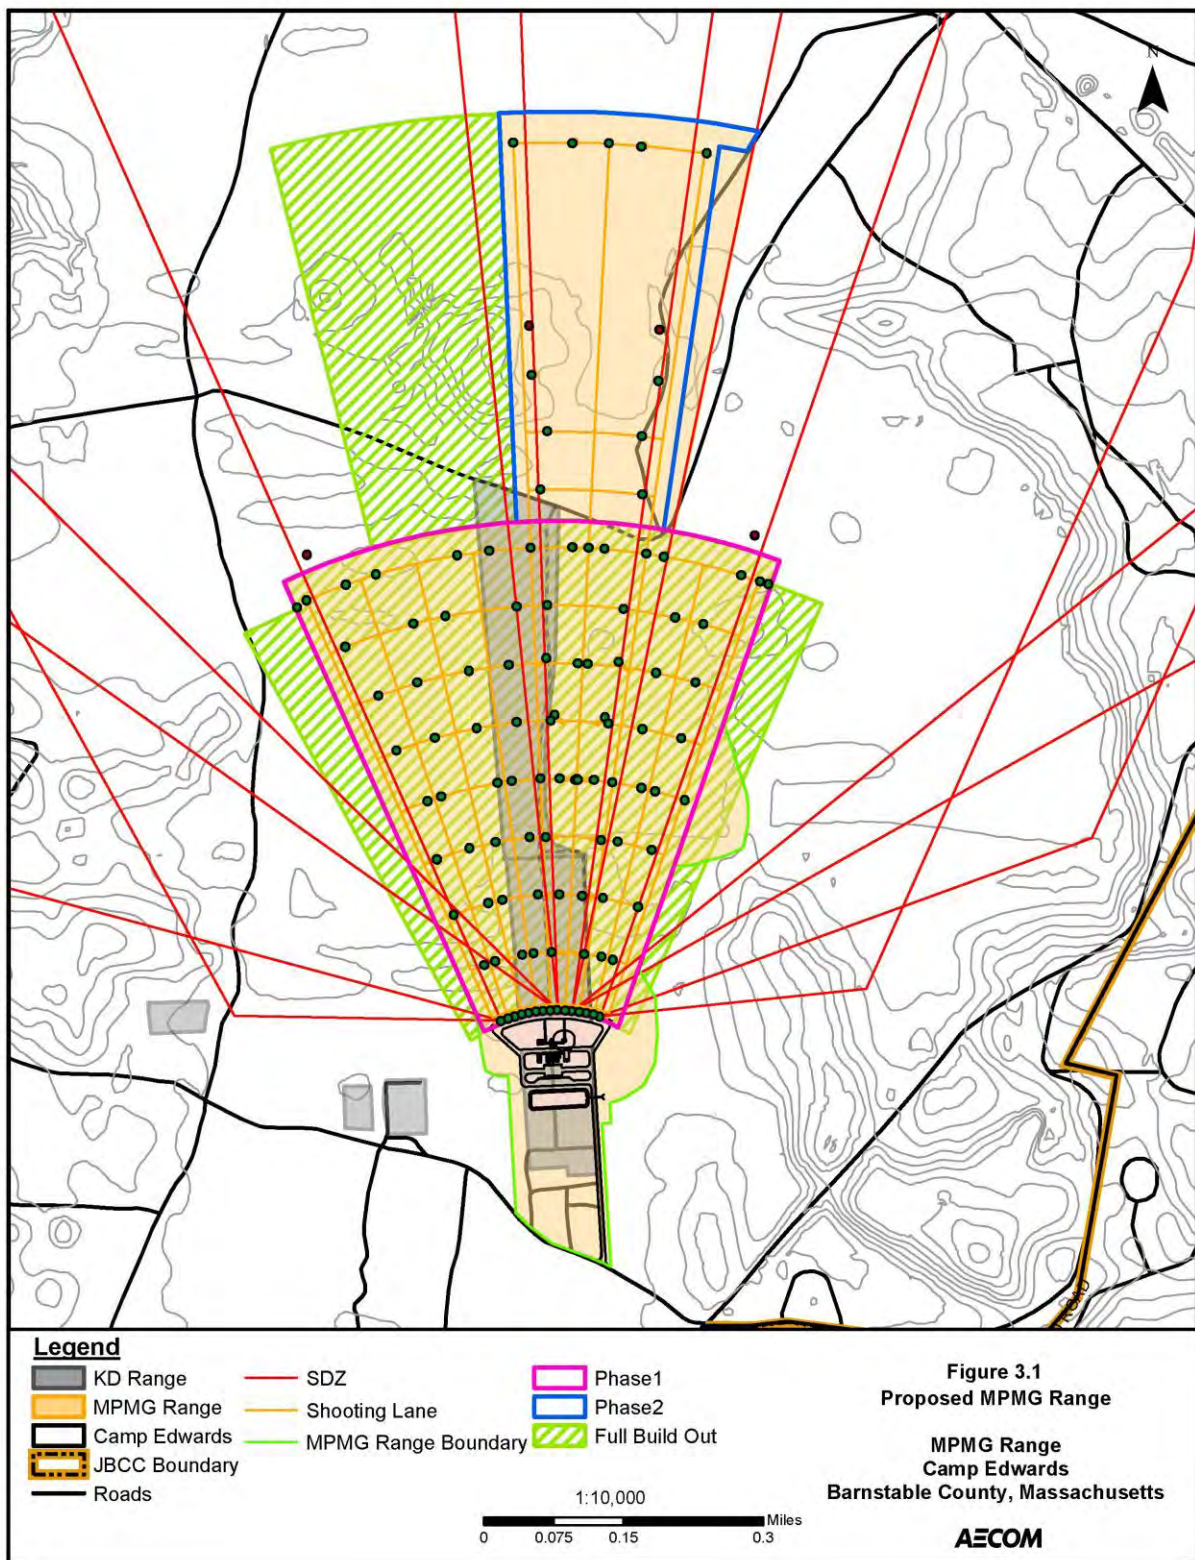 N
ROAD
Legend
KD Range
MPMG Range
Camp Edwards
JBCC Boundary
Roads
SDZ
Shooting Lane
MPMG Range Boundary
Phase1
Phase2
Full Build Out
1:10,000
Miles
0 0.075 0.15 0.3
Figure 3.1
Proposed MPMG Range
MPMG Range
Camp Edwards
Barnstable County, Massachusetts
AECOM